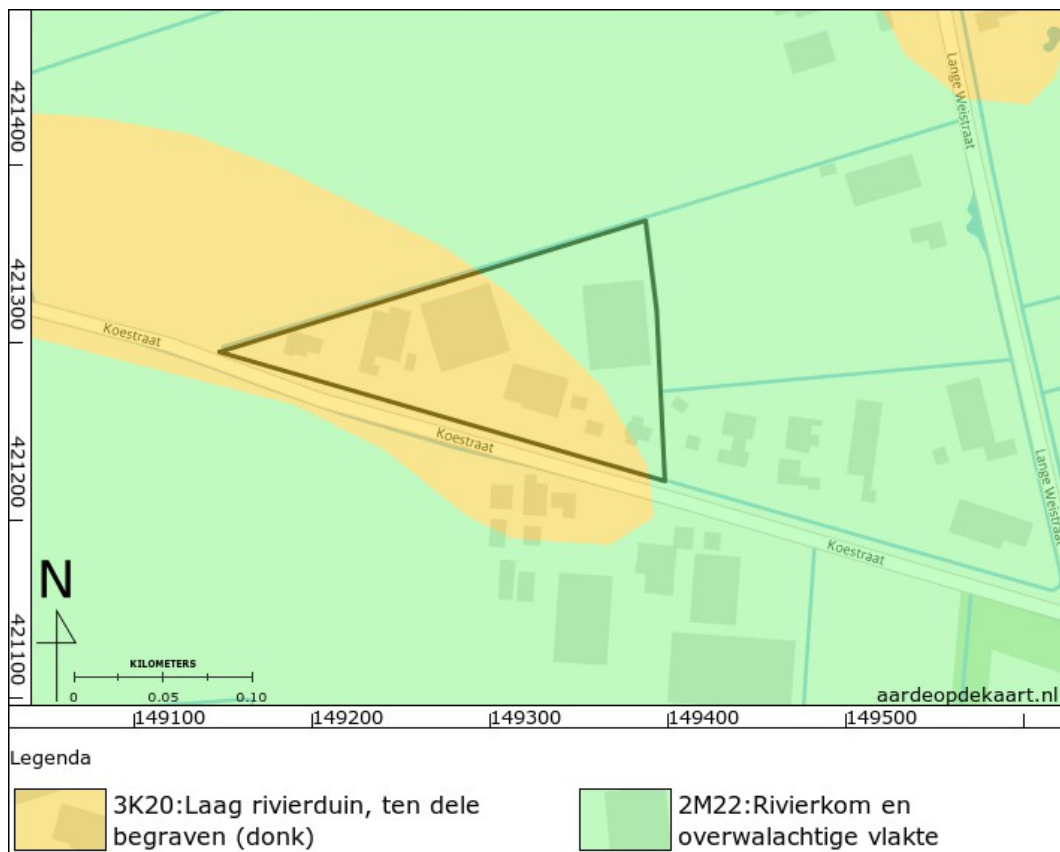 Lange Weistraat
421400
421300
Koestraat
Koestraat
421200
Lange Weistraat
Koestraat
N
421100
KILOMETERS
0 0.05 0.10
aardeopdekaart.nl
149100 149200 149300 149400 149500
Legenda
3K20:Laag rivierduin, ten dele
begraven (donk)
2M22:Rivierkom en
overwalachtige vlakte